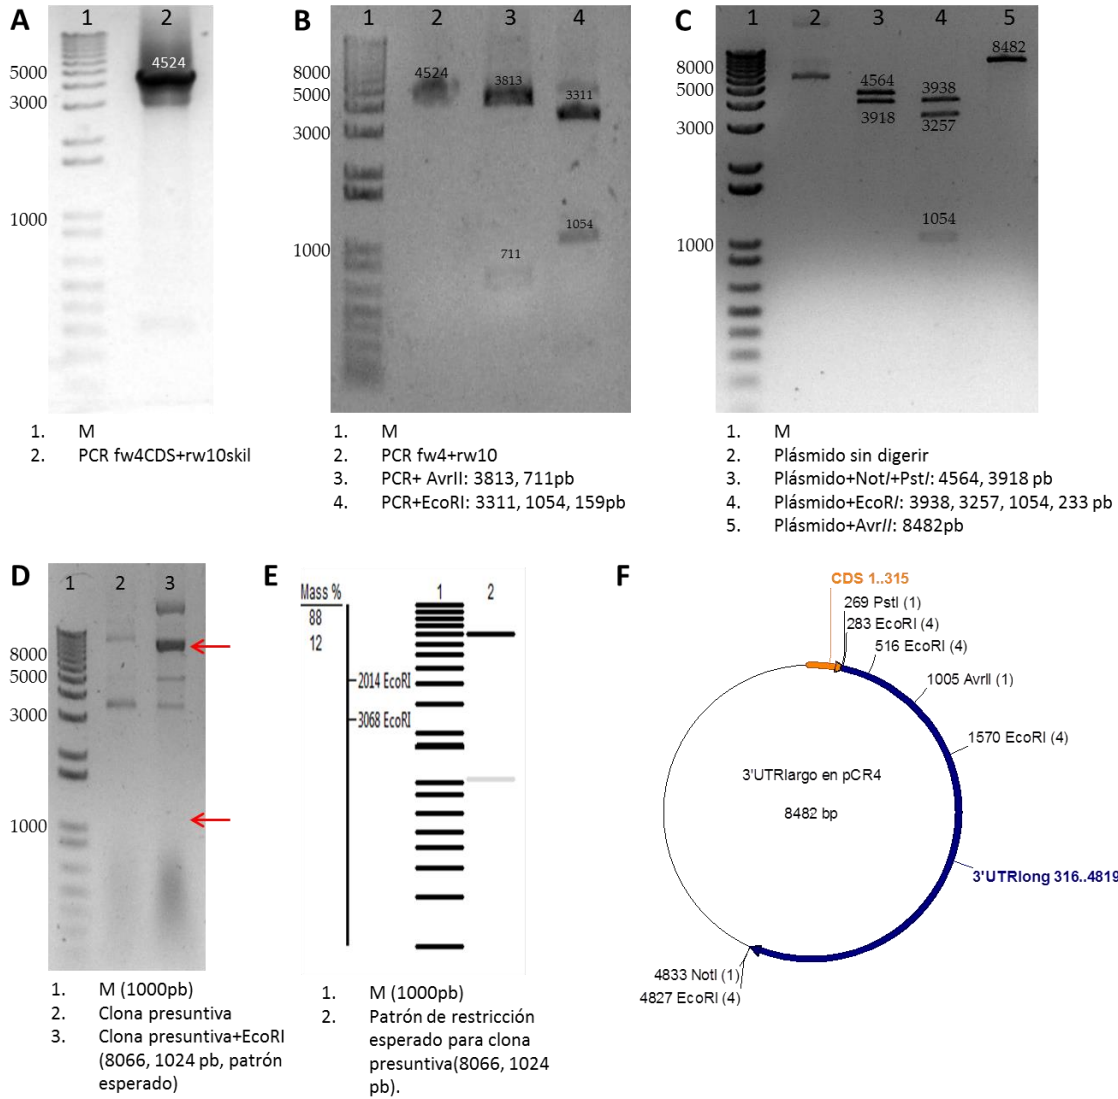 A
1 2
4524
5000
3000
1000
1. M
2. PCR fw4CDS+rw10skil
B
1 2 3 4
4524
3813
3311
8000
5000
3000
1054
711
1000
1. M
2. PCR fw4+rw10
3. PCR+ AvrII: 3813, 711pb
4. PCR+EcoRI: 3311, 1054, 159pb
C
1 2 3 4 5
8482
8000
5000
4564
3938
3918
3257
3000
1054
1000
1. M
2. Plásmido sin digerir
3. Plásmido+NotI+PstI: 4564, 3918 pb
4. Plásmido+EcoRI: 3938, 3257, 1054, 233 pb
5. Plásmido+AvrII: 8482pb
D
1 2 3
8000
5000
3000
1000
1. M (1000pb)
2. Clona presuntiva
3. Clona presuntiva+EcoRI
(8066, 1024 pb, patrón
esperado)
E
Mass %
1 2
88
12
2014 EcoRI
3068 EcoRI
1. M (1000pb)
2. Patrón de restricción
esperado para clona
presuntiva(8066, 1024
pb).
F
CDS 1..315
269 PstI (1)
283 EcoRI (4)
516 EcoRI (4)
1005 AvrII (1)
1570 EcoRI (4)
3'UTRlargo en pCR4
8482 bp
3'UTRlong 316..4819
4833 NotI (1)
4827 EcoRI (4)